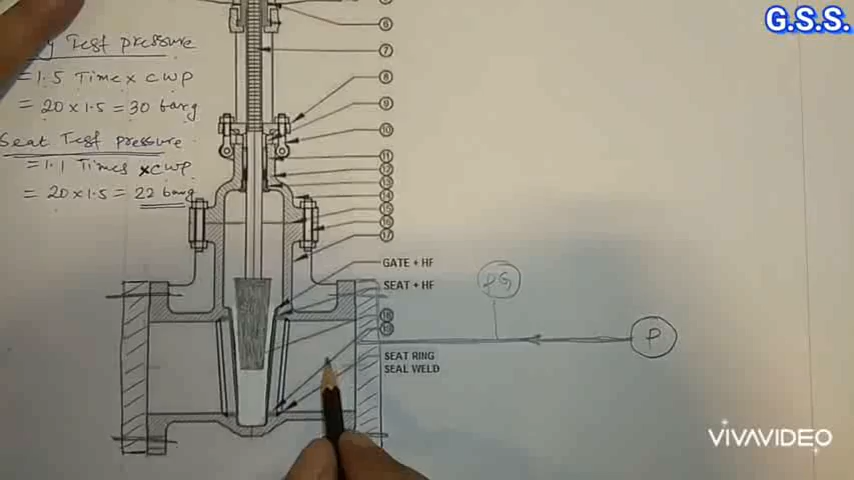 G.S.S.
Test pressure
= 1.5 Time x CWP
= 20 x 1.5 = 30 barg
Seat Test pressure
= 1.1 Times x CWP
= 20 x 1.5 = 22 barg
6
7
8
9
10
11
12
13
14
15
16
17
GATE + HF
SEAT + HF
18
19
SEAT RING
SEAL WELD
PG
P
VIVAVIDEO